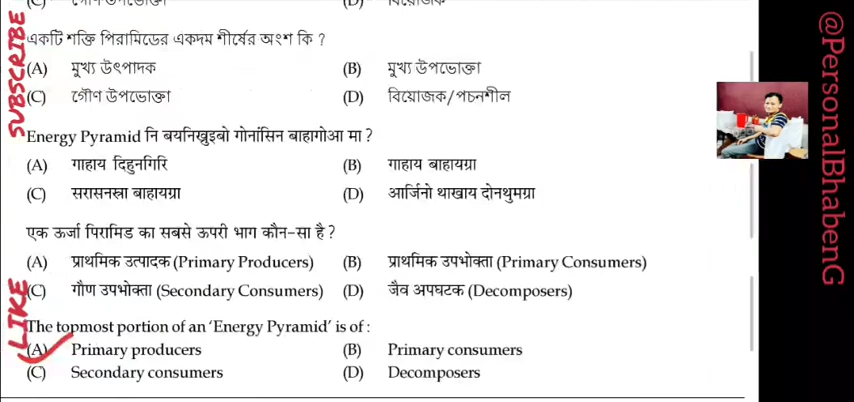 (C) গৌণ উপভোক্তা (D) বিয়োজক
একটি শক্তি পিরামিডের একদম শীর্ষের অংশ কি ?
(A) মুখ্য উৎপাদক (B) মুখ্য উপভোক্তা
(C) গৌণ উপভোক্তা (D) বিয়োজক/পচনশীল
Energy Pyramid नि बयनिख्रुइबो गोनांसिन बाहागोआ मा ?
(A) गाहाय दिहुनगिरि (B) गाहाय बाहायग्रा
(C) सरासनस्रा बाहायग्रा (D) आर्जिनो थाखाय दोनथुमग्रा
एक ऊर्जा पिरामिड का सबसे ऊपरी भाग कौन-सा है ?
(A) प्राथमिक उत्पादक (Primary Producers) (B) प्राथमिक उपभोक्ता (Primary Consumers)
(C) गौण उपभोक्ता (Secondary Consumers) (D) जैव अपघटक (Decomposers)
The topmost portion of an ‘Energy Pyramid’ is of :
(A) Primary producers (B) Primary consumers
(C) Secondary consumers (D) Decomposers
SUBSCRIBE
LIKE
@PersonalBhabenG